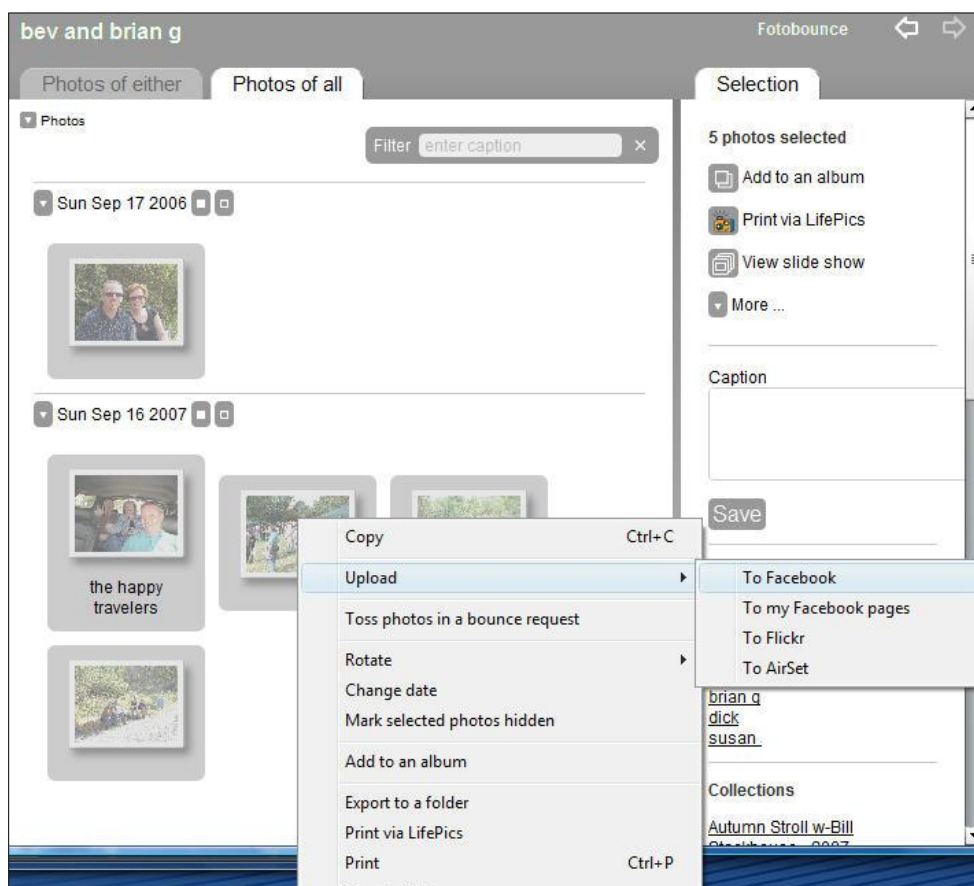 bev and brian g
Fotobounce
Photos of either
Photos of all
Selection
Photos
Filter enter caption
5 photos selected
Add to an album
Print via LifePics
View slide show
More ...
Sun Sep 17 2006
Caption
Sun Sep 16 2007
Save
the happy
travelers
Copy Ctrl+C
Upload
Toss photos in a bounce request
Rotate
Change date
Mark selected photos hidden
Add to an album
Export to a folder
Print via LifePics
Print Ctrl+P
To Facebook
To my Facebook pages
To Flickr
To AirSet
brian g
dick
susan
Collections
Autumn Stroll w-Bill